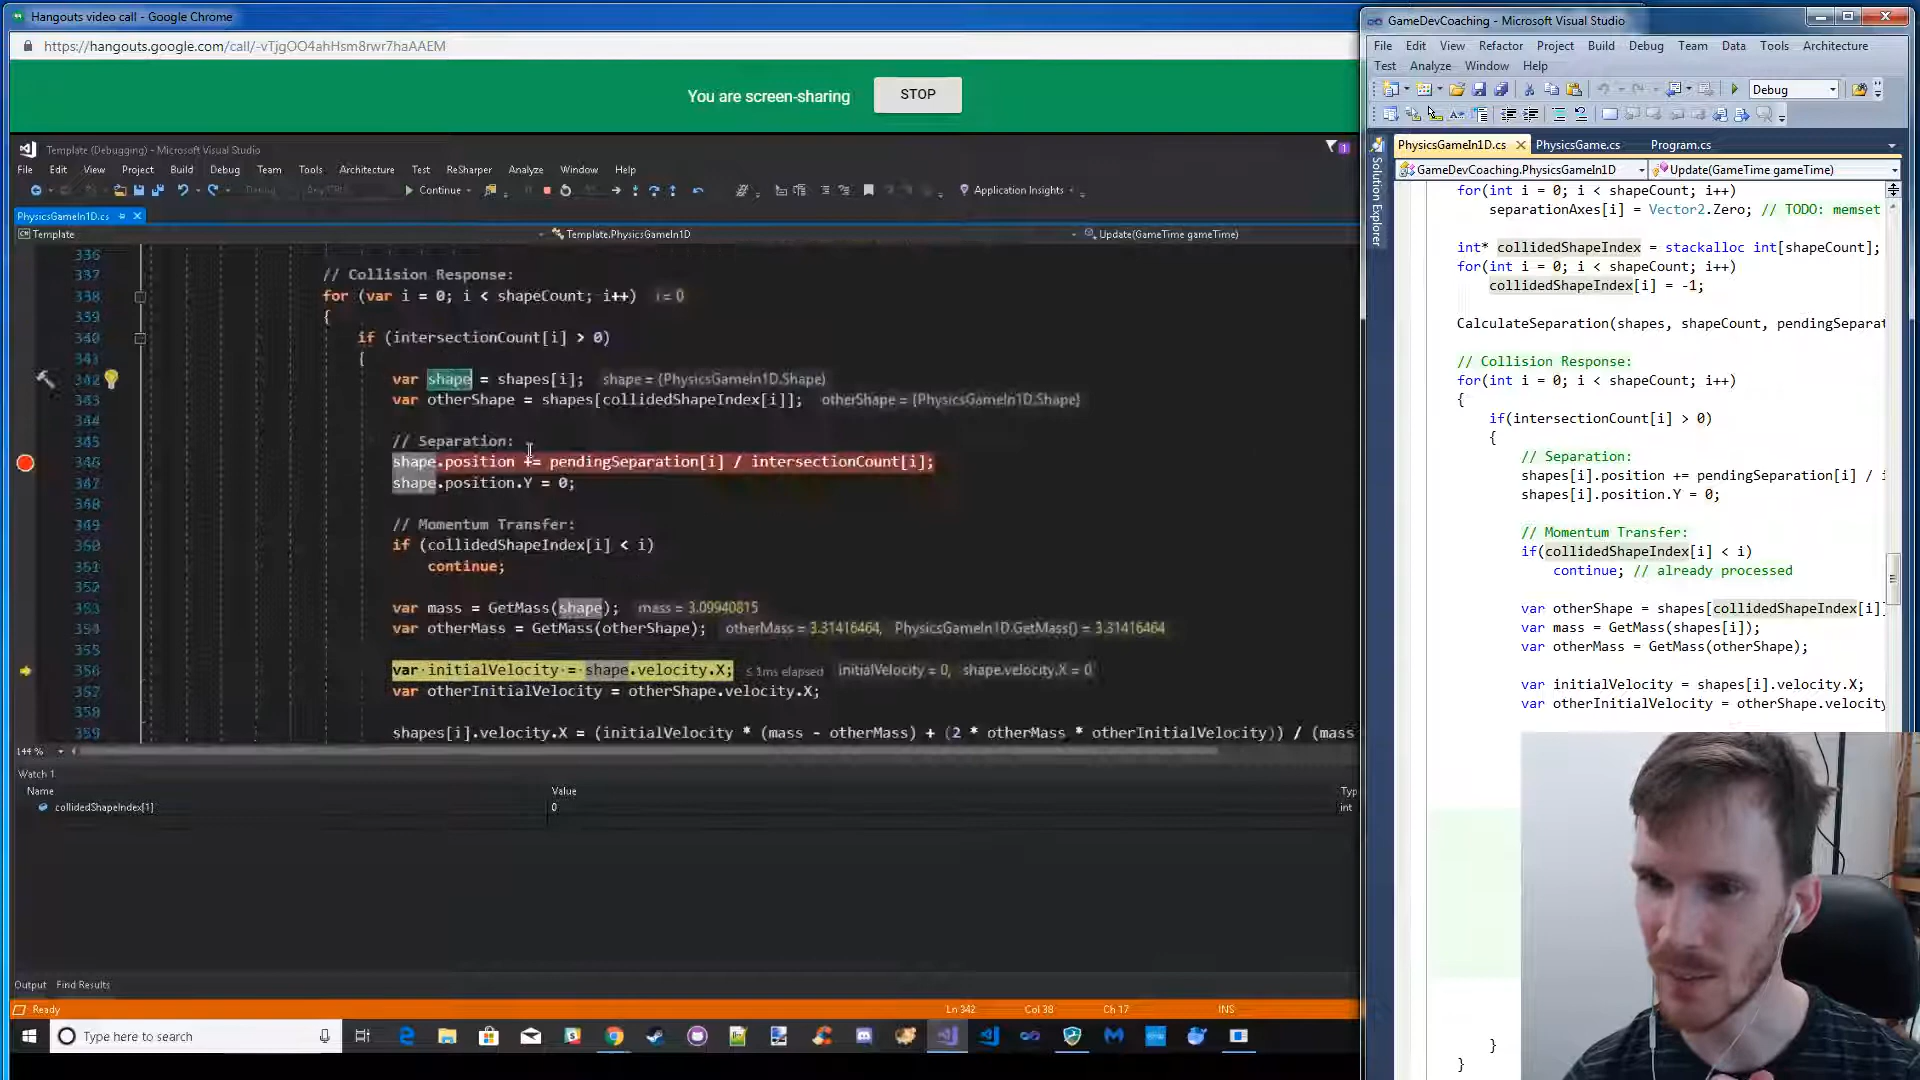 Hangouts video call - Google Chrome
https://hangouts.google.com/call/-vTjgOO4ahHsm8rwr7haAAEM
You are screen-sharing
STOP
Template (Debugging) - Microsoft Visual Studio
1
File Edit View Project Build Debug Team Tools Architecture Test ReSharper Analyze Window Help
Continue
Application Insights
PhysicsGameIn1D.cs
Template
Template.PhysicsGameIn1D
Update(GameTime gameTime)
336
337 // Collision Response:
338 for (var i = 0; i < shapeCount; i++) i = 0
339 {
340 if (intersectionCount[i] > 0)
341 {
342 var shape = shapes[i]; shape = {PhysicsGameIn1D.Shape}
343 var otherShape = shapes[collidedShapeIndex[i]]; otherShape = {PhysicsGameIn1D.Shape}
344
345 // Separation:
346 shape.position += pendingSeparation[i] / intersectionCount[i];
347 shape.position.Y = 0;
348
349 // Momentum Transfer:
350 if (collidedShapeIndex[i] < i)
351 continue;
352
353 var mass = GetMass(shape); mass = 3.09940815
354 var otherMass = GetMass(otherShape); otherMass = 3.31416464, PhysicsGameIn1D.GetMass() = 3.31416464
355
356 var initialVelocity = shape.velocity.X; ≤ 1ms elapsed initialVelocity = 0, shape.velocity.X = 0
357 var otherInitialVelocity = otherShape.velocity.X;
358
359 shapes[i].velocity.X = (initialVelocity * (mass - otherMass) + (2 * otherMass * otherInitialVelocity)) / (mass
144 %
Watch 1
Name Value Typ
collidedShapeIndex[1] 0 int
Output Find Results
Ready Ln 342 Col 38 Ch 17 INS
Type here to search
GameDevCoaching - Microsoft Visual Studio
File Edit View Refactor Project Build Debug Team Data Tools Architecture
Test Analyze Window Help
Debug
PhysicsGameIn1D.cs PhysicsGame.cs Program.cs
GameDevCoaching.PhysicsGameIn1D Update(GameTime gameTime)
Solution Explorer
for(int i = 0; i < shapeCount; i++)
separationAxes[i] = Vector2.Zero; // TODO: memset
int* collidedShapeIndex = stackalloc int[shapeCount];
for(int i = 0; i < shapeCount; i++)
collidedShapeIndex[i] = -1;
CalculateSeparation(shapes, shapeCount, pendingSeparat
// Collision Response:
for(int i = 0; i < shapeCount; i++)
{
if(intersectionCount[i] > 0)
{
// Separation:
shapes[i].position += pendingSeparation[i] / i
shapes[i].position.Y = 0;
// Momentum Transfer:
if(collidedShapeIndex[i] < i)
continue; // already processed
var otherShape = shapes[collidedShapeIndex[i]]
var mass = GetMass(shapes[i]);
var otherMass = GetMass(otherShape);
var initialVelocity = shapes[i].velocity.X;
var otherInitialVelocity = otherShape.velocity
}
}